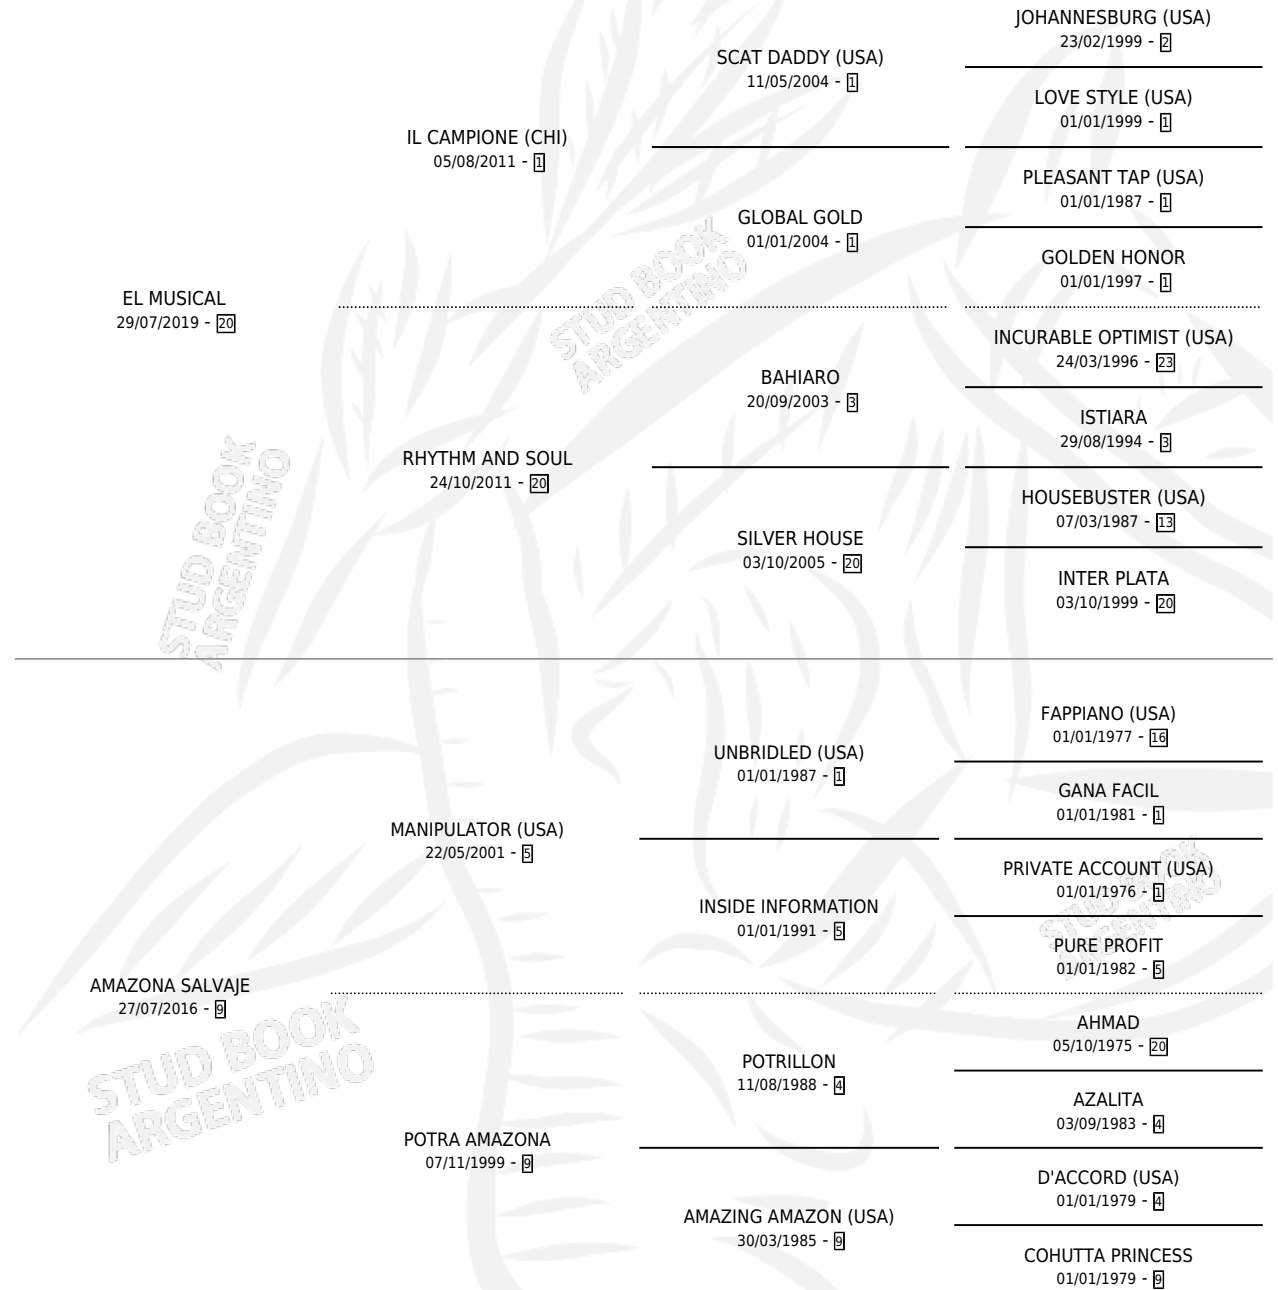 JOHANNESBURG (USA)
23/02/1999 - 2
SCAT DADDY (USA)
11/05/2004 - 1
LOVE STYLE (USA)
01/01/1999 - 1
IL CAMPIONE (CHI)
05/08/2011 - 1
PLEASANT TAP (USA)
01/01/1987 - 1
GLOBAL GOLD
01/01/2004 - 1
GOLDEN HONOR
01/01/1997 - 1
EL MUSICAL
29/07/2019 - 20
INCURABLE OPTIMIST (USA)
24/03/1996 - 23
BAHIARO
20/09/2003 - 3
ISTIARA
29/08/1994 - 3
RHYTHM AND SOUL
24/10/2011 - 20
HOUSEBUSTER (USA)
07/03/1987 - 13
SILVER HOUSE
03/10/2005 - 20
INTER PLATA
03/10/1999 - 20
FAPPIANO (USA)
01/01/1977 - 16
UNBRIDLED (USA)
01/01/1987 - 1
GANA FACIL
01/01/1981 - 1
MANIPULATOR (USA)
22/05/2001 - 5
PRIVATE ACCOUNT (USA)
01/01/1976 - 1
INSIDE INFORMATION
01/01/1991 - 5
PURE PROFIT
01/01/1982 - 5
AMAZONA SALVAJE
27/07/2016 - 9
AHMAD
05/10/1975 - 20
POTRILLON
11/08/1988 - 4
AZALITA
03/09/1983 - 4
POTRA AMAZONA
07/11/1999 - 9
D'ACCORD (USA)
01/01/1979 - 4
AMAZING AMAZON (USA)
30/03/1985 - 9
COHUTTA PRINCESS
01/01/1979 - 9
STUD BOOK
ARGENTINO
STUD BOOK
ARGENTINO
STUD BOOK
ARGENTINO
STUD BOOK
ARGENTINO